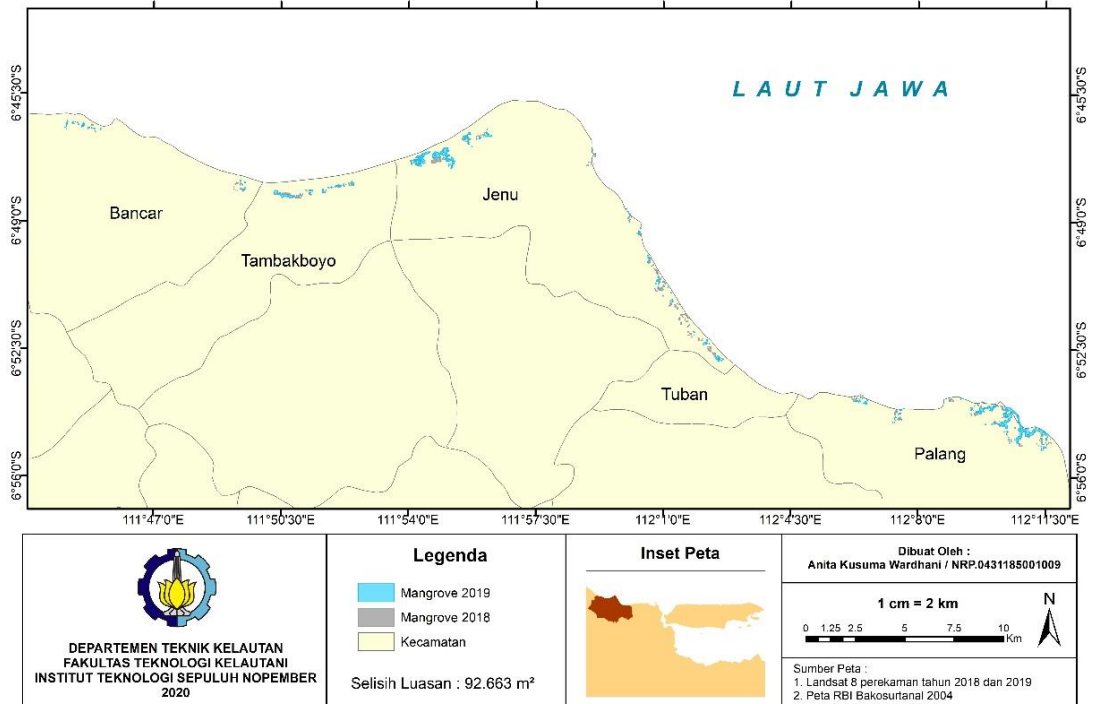 LAUT JAWA
6°45'30"S
6°45'30"S
Bancar
Jenu
6°49'0"S
6°49'0"S
Tambakboyo
6°52'30"S
6°52'30"S
Tuban
Palang
6°56'0"S
6°56'0"S
111°47'0"E
111°50'30"E
111°54'0"E
111°57'30"E
112°1'0"E
112°4'30"E
112°8'0"E
112°11'30"E
DEPARTEMEN TEKNIK KELAUTAN
FAKULTAS TEKNOLOGI KELAUTANI
INSTITUT TEKNOLOGI SEPULUH NOPEMBER
2020
Legenda
Mangrove 2019
Mangrove 2018
Kecamatan
Selisih Luasan : 92.663 m²
Inset Peta
Dibuat Oleh :
Anita Kusuma Wardhani / NRP.0431185001009
1 cm = 2 km
N
0 1.25 2.5 5 7.5 10
Km
Sumber Peta :
1. Landsat 8 perekaman tahun 2018 dan 2019
2. Peta RBI Bakosurtanal 2004